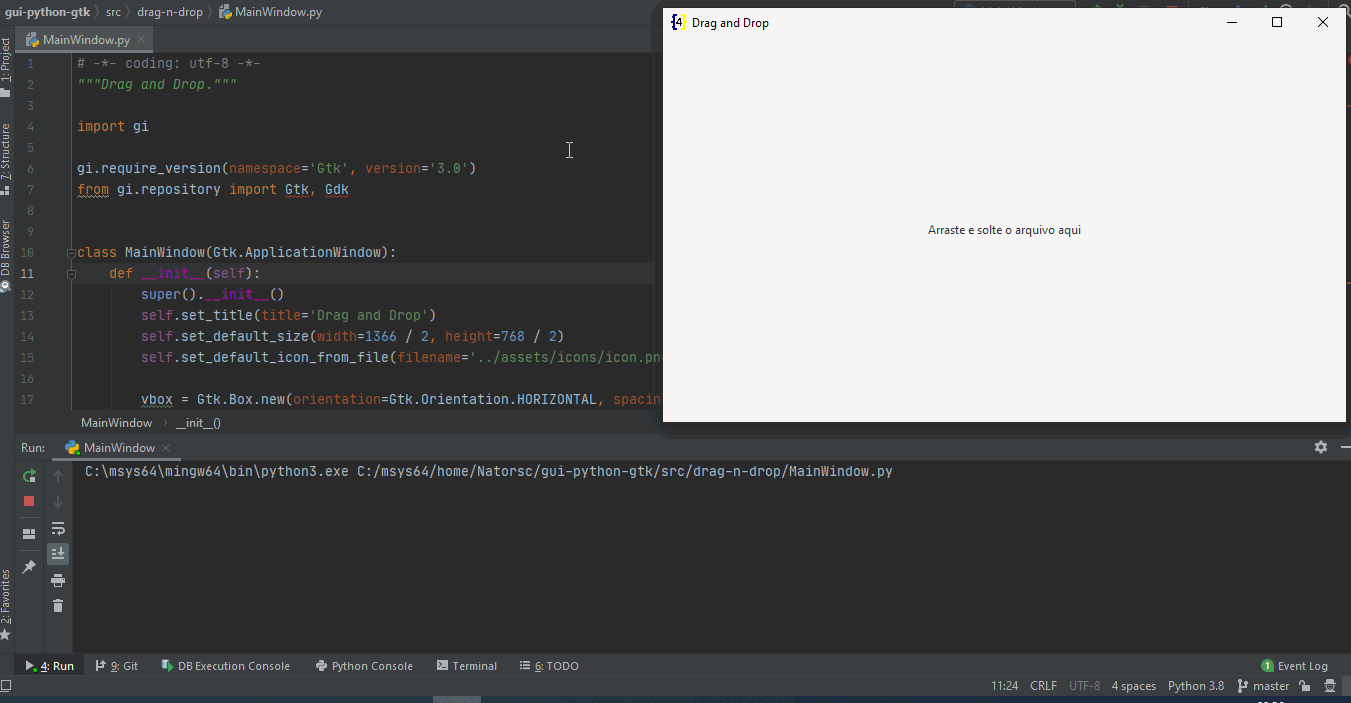 gui-python-gtk src drag-n-drop MainWindow.py
MainWindow.py
1 # -*- coding: utf-8 -*-
2 """Drag and Drop."""
3
4 import gi
5
6 gi.require_version(namespace='Gtk', version='3.0')
7 from gi.repository import Gtk, Gdk
8
9
10 class MainWindow(Gtk.ApplicationWindow):
11 def __init__(self):
12 super().__init__()
13 self.set_title(title='Drag and Drop')
14 self.set_default_size(width=1366 / 2, height=768 / 2)
15 self.set_default_icon_from_file(filename='../assets/icons/icon.pn
16
17 vbox = Gtk.Box.new(orientation=Gtk.Orientation.HORIZONTAL, spacin
MainWindow __init__()
1: Project
7: Structure
DB Browser
2: Favorites
{4} Drag and Drop
Arraste e solte o arquivo aqui
Run: MainWindow
C:\msys64\mingw64\bin\python3.exe C:/msys64/home/Natorsc/gui-python-gtk/src/drag-n-drop/MainWindow.py
4: Run 9: Git DB Execution Console Python Console Terminal 6: TODO 1 Event Log
11:24 CRLF UTF-8 4 spaces Python 3.8 master